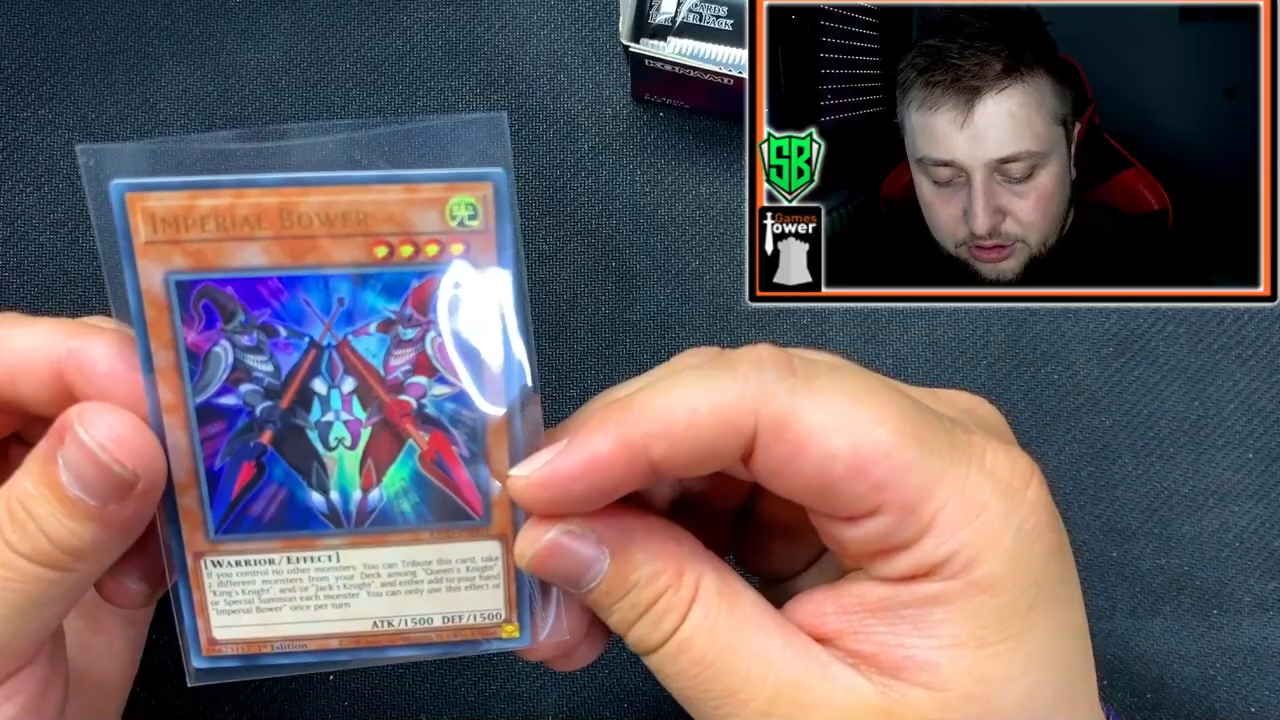 7 CARDS
PER PACK
KONAMI
SB
Games
Tower
IMPERIAL BOWER
光
[WARRIOR/EFFECT]
If you control no other monsters: You can Tribute this card, take
2 different monsters from your Deck among "Queen's Knight",
"King's Knight", and/or "Jack's Knight", and either add to your hand
or Special Summon each monster. You can only use this effect of
"Imperial Bower" once per turn.
ATK/1500 DEF/1500
1st Edition